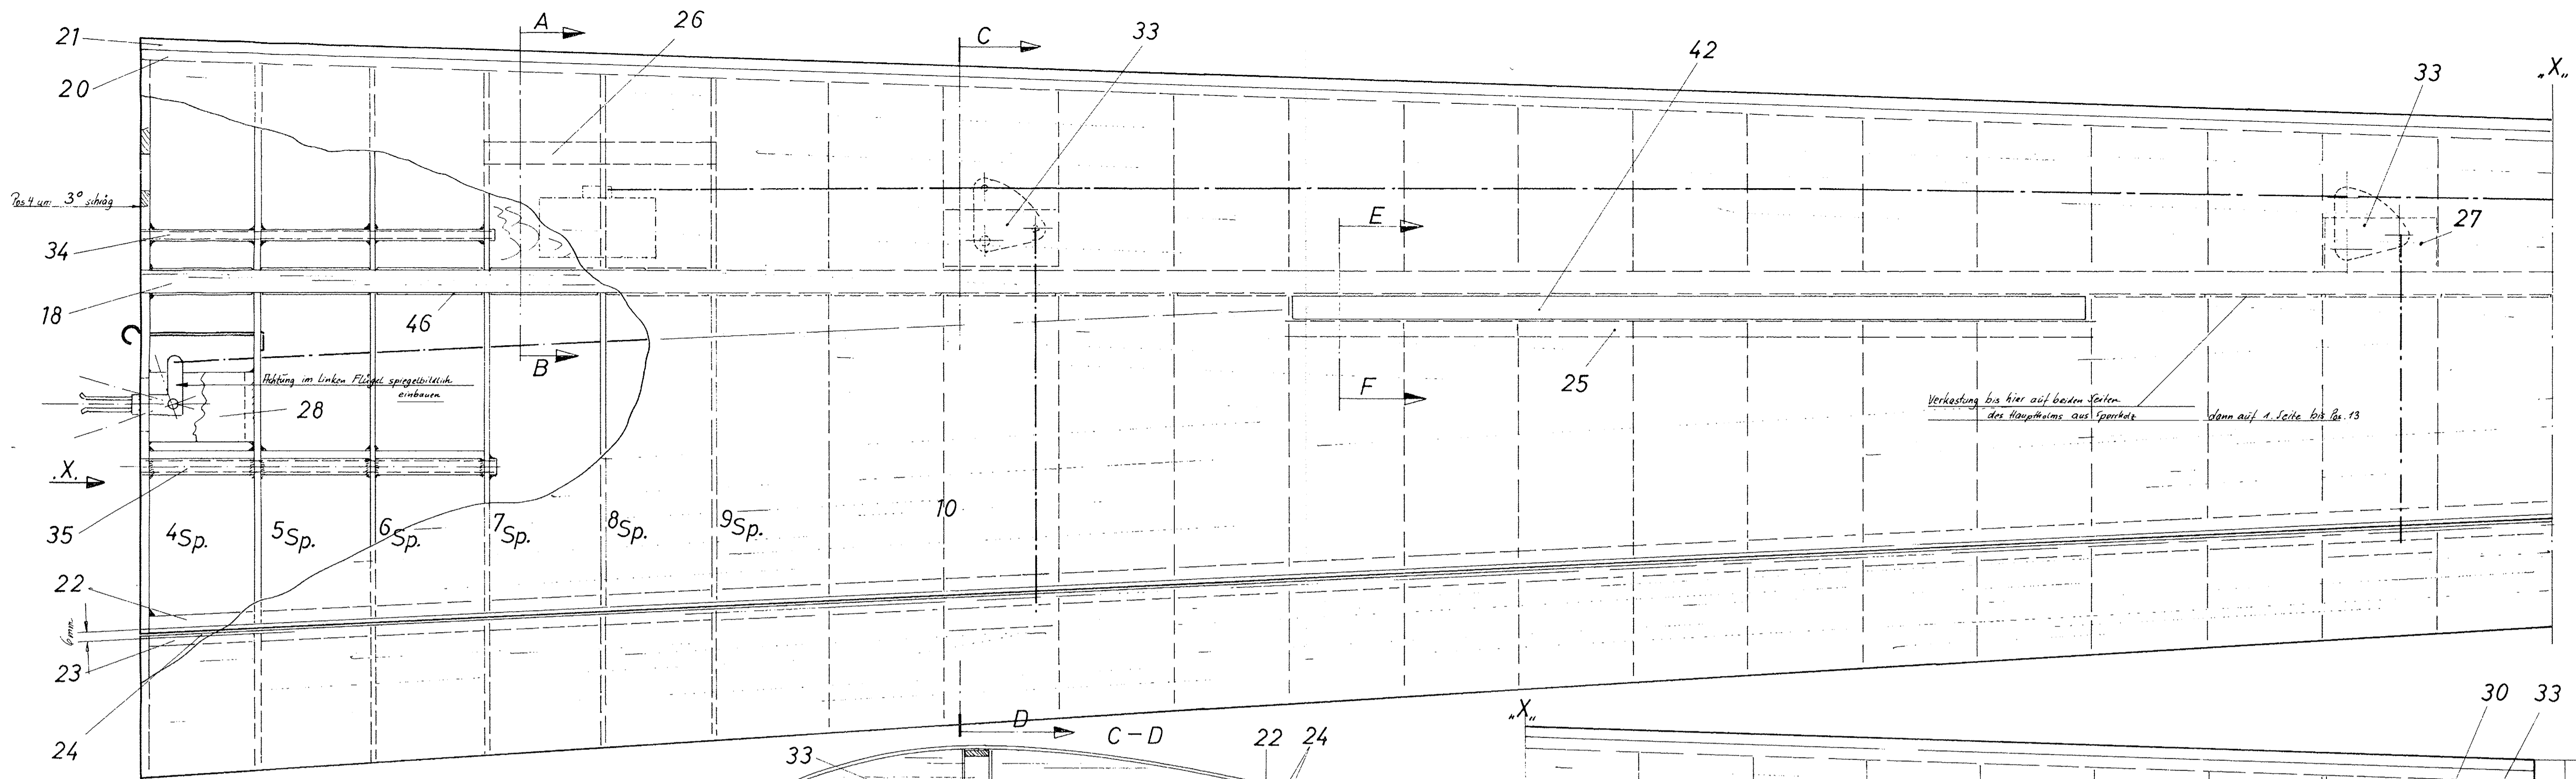 21
A
26
C
33
42
33
„X„
20
Pos 4 um 3° schräg
34
E
27
18
46
B
25
F
Achtung im linken Flügel spiegelbildlich
einbauen
28
Verkastung bis hier auf beiden Seiten
des Hauptholms aus Sperrholz dann auf 1. Seite bis Pos. 13
.X.
35
4Sp.
5Sp.
6Sp.
7Sp.
8Sp.
9Sp.
10
22
6mm
23
24
D
C-D
33
22
24
„X„
30
33